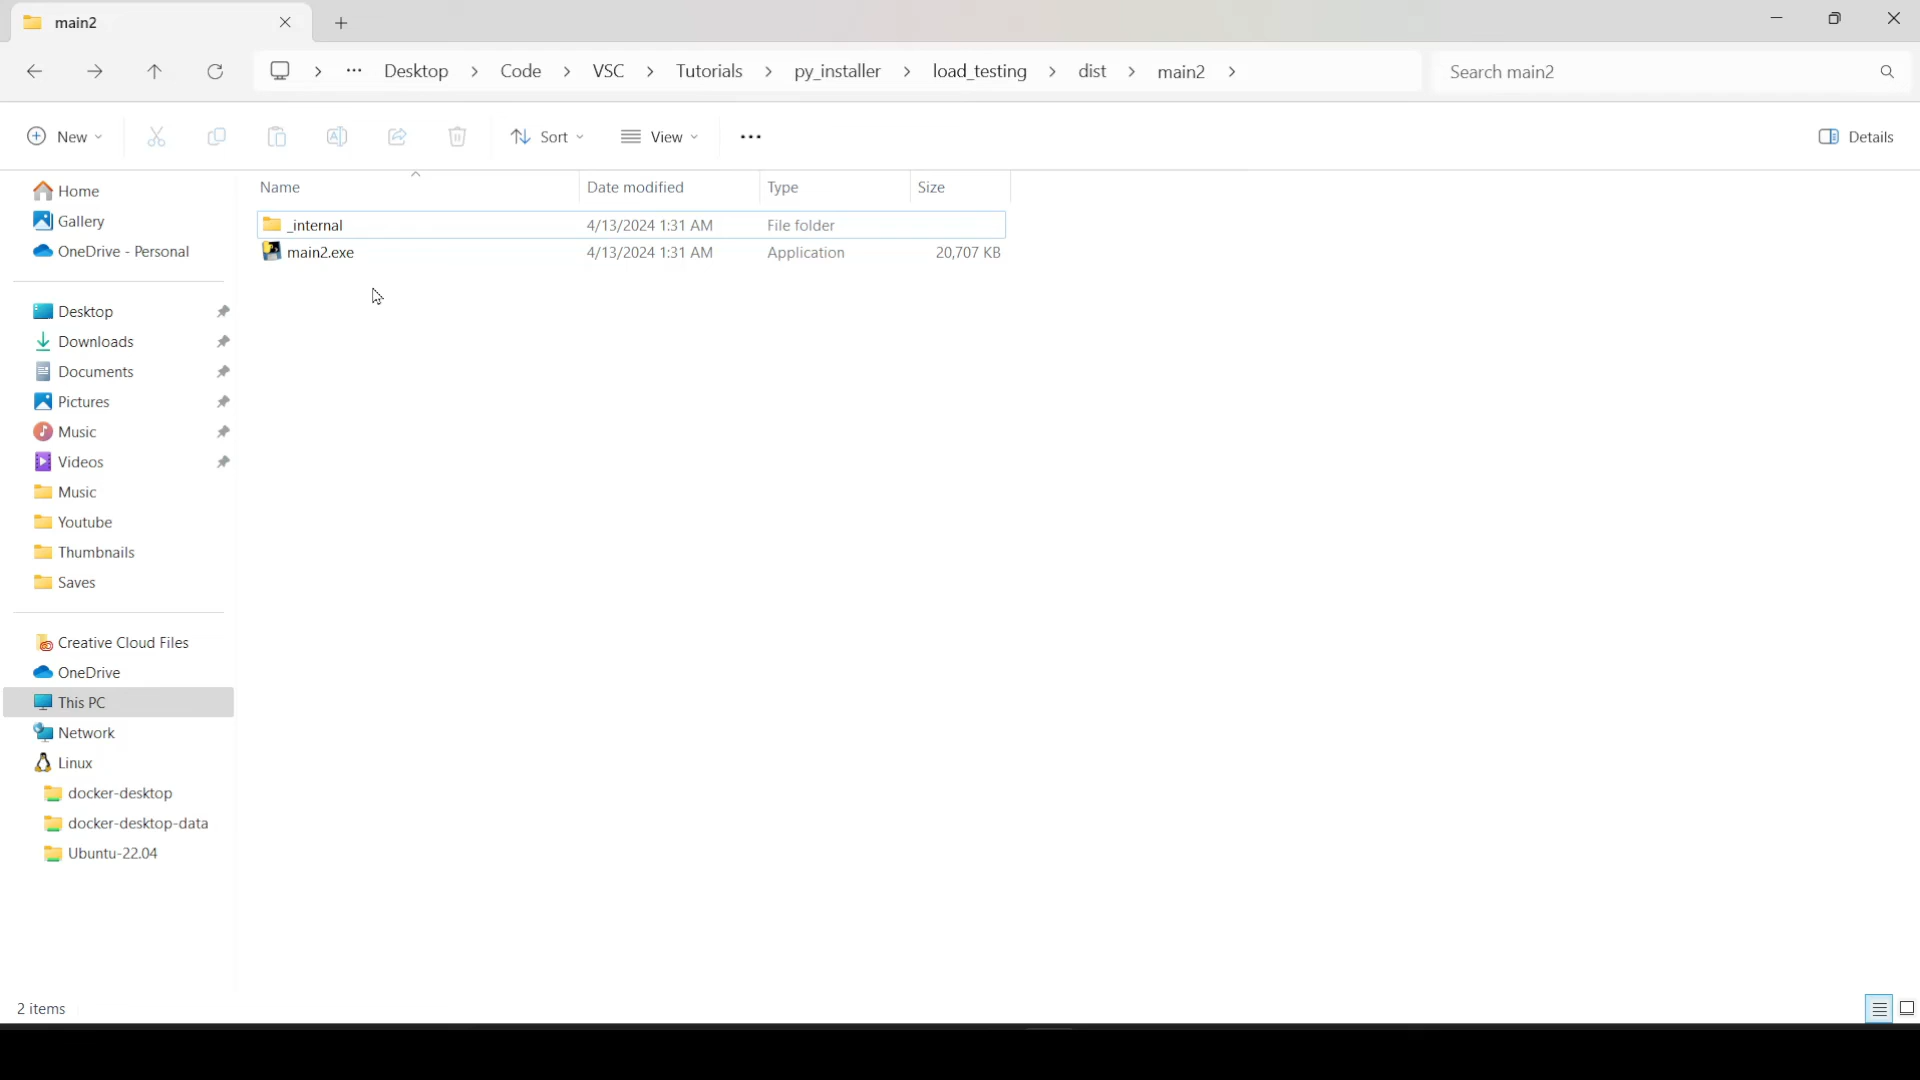 main2
Desktop > Code > VSC > Tutorials > py_installer > load_testing > dist > main2 >
Search main2
New
Sort
View
Details
Name Date modified Type Size
_internal 4/13/2024 1:31 AM File folder
main2.exe 4/13/2024 1:31 AM Application 20,707 KB
Home
Gallery
OneDrive - Personal
Desktop
Downloads
Documents
Pictures
Music
Videos
Music
Youtube
Thumbnails
Saves
Creative Cloud Files
OneDrive
This PC
Network
Linux
docker-desktop
docker-desktop-data
Ubuntu-22.04
2 items